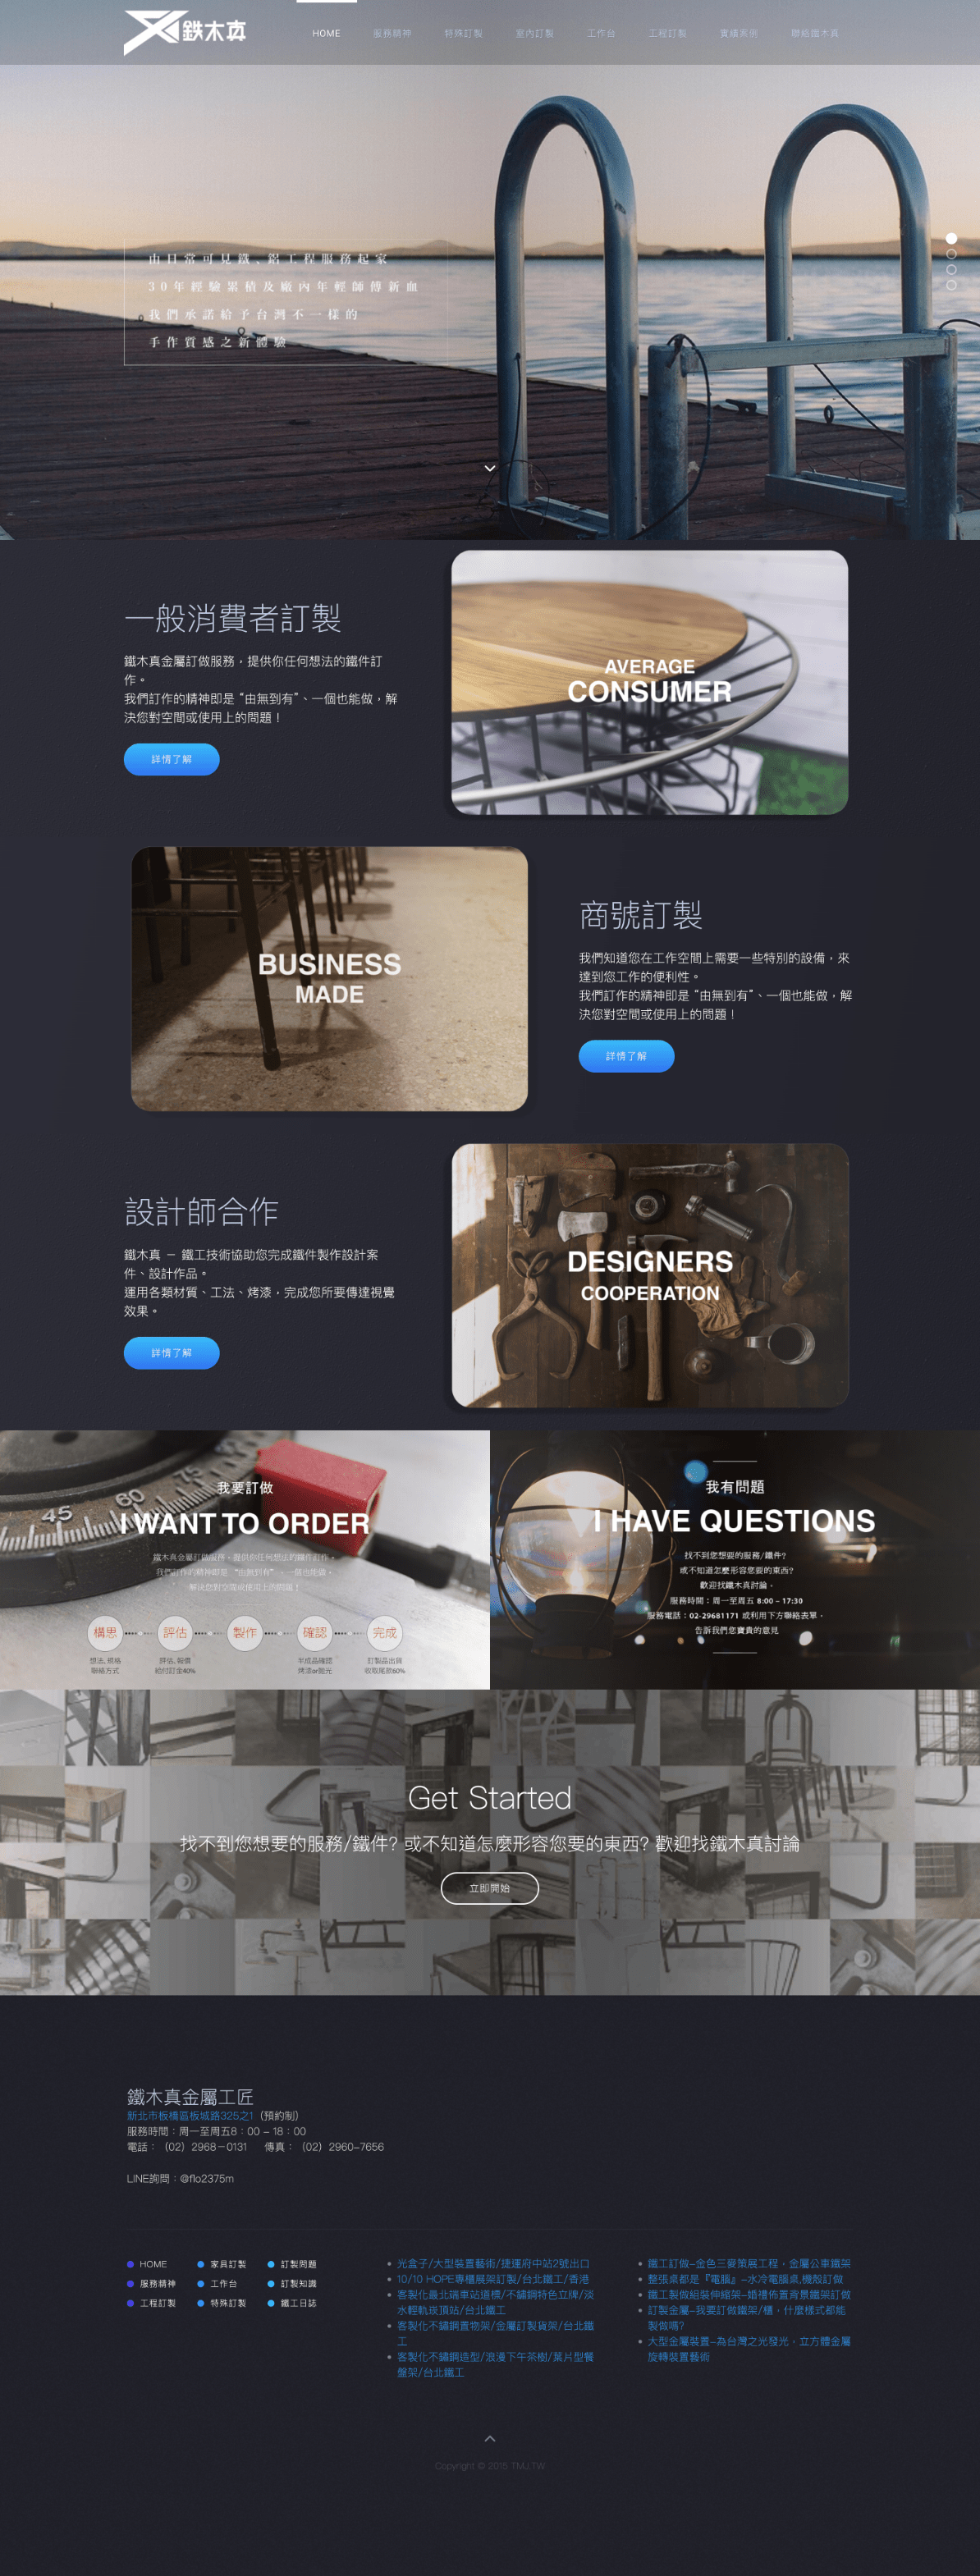 鉄木真
HOME
服務精神
特殊訂製
室內訂製
工作台
工程訂製
實績案例
聯絡鐵木真
由日常可見鐵、鋁工程服務起家
30年經驗累積及廠內年輕師傅新血
我們承諾給予台灣不一樣的
手作質感之新體驗
一般消費者訂製
鐵木真金屬訂做服務，提供你任何想法的鐵件訂
作。
我們訂作的精神即是 “由無到有”、一個也能做，解
決您對空間或使用上的問題！
詳情了解
AVERAGE
CONSUMER
BUSINESS
MADE
商號訂製
我們知道您在工作空間上需要一些特別的設備，來
達到您工作的便利性。
我們訂作的精神即是 “由無到有”、一個也能做，解
決您對空間或使用上的問題！
詳情了解
設計師合作
鐵木真 － 鐵工技術協助您完成鐵件製作設計案
件、設計作品。
運用各類材質、工法、烤漆，完成您所要傳達視覺
效果。
詳情了解
DESIGNERS
COOPERATION
45
60
我要訂做
I WANT TO ORDER
鐵木真金屬訂做服務，提供你任何想法的鐵件訂作。
我們訂作的精神即是 “由無到有”、一個也能做，
解決您對空間或使用上的問題！
構思
評估
製作
確認
完成
想法、規格
聯絡方式
評估、報價
給付訂金40%
半成品確認
烤漆or拋光
訂製品出貨
收取尾款60%
我有問題
I HAVE QUESTIONS
找不到您想要的服務/鐵件?
或不知道怎麼形容您要的東西?
歡迎找鐵木真討論。
服務時間：周一至周五 8:00 – 17:30
服務電話：02-29681171 或利用下方聯絡表單，
告訴我們您寶貴的意見
Get Started
找不到您想要的服務/鐵件? 或不知道怎麼形容您要的東西? 歡迎找鐵木真討論
立即開始
鐵木真金屬工匠
新北市板橋區板城路325之1（預約制）
服務時間：周一至周五8：00 – 18：00
電話：（02）2968－0131　傳真：（02）2960–7656
LINE詢問：@flo2375m
HOME
服務精神
工程訂製
家具訂製
工作台
特殊訂製
訂製問題
訂製知識
鐵工日誌
光盒子/大型裝置藝術/捷運府中站2號出口
10/10 HOPE專櫃展架訂製/台北鐵工/香港
客製化最北端車站道標/不鏽鋼特色立牌/淡
水輕軌崁頂站/台北鐵工
客製化不鏽鋼置物架/金屬訂製貨架/台北鐵
工
客製化不鏽鋼造型/浪漫下午茶樹/葉片型餐
盤架/台北鐵工
鐵工訂做–金色三麥策展工程，金屬公車鐵架
整張桌都是『電腦』–水冷電腦桌,機殼訂做
鐵工製做組裝伸縮架–婚禮佈置背景鐵架訂做
訂製金屬–我要訂做鐵架/櫃，什麼樣式都能
製做嗎?
大型金屬裝置–為台灣之光發光，立方體金屬
旋轉裝置藝術
Copyright © 2015 TMJ.TW